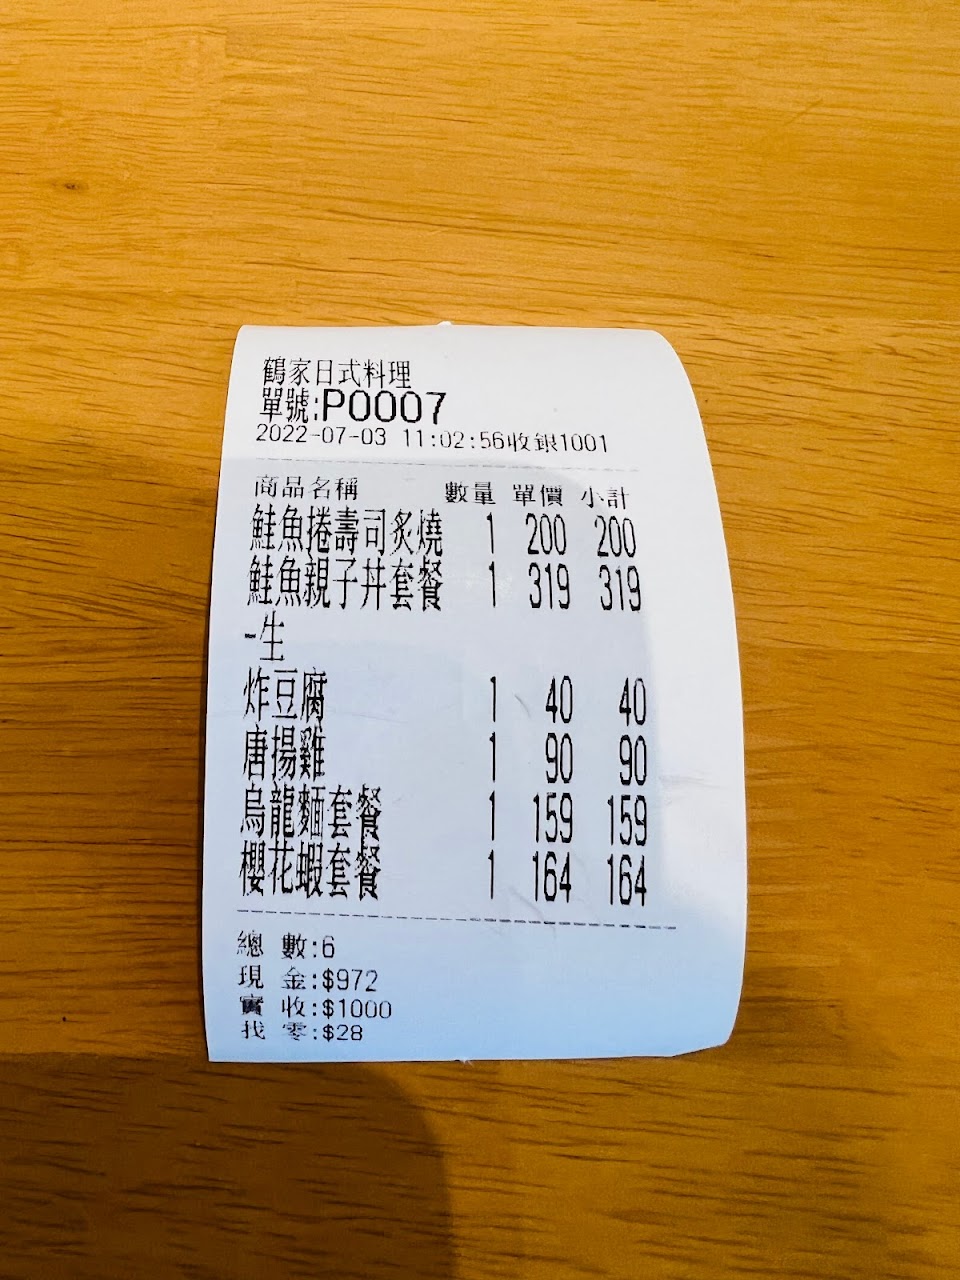 鶴家日式料理
單號:P0007
2022-07-03 11:02:56收銀1001
商品名稱 數量 單價 小計
鮭魚捲壽司炙燒 1 200 200
鮭魚親子丼套餐 1 319 319
-生
炸豆腐 1 40 40
唐揚雞 1 90 90
烏龍麵套餐 1 159 159
櫻花蝦套餐 1 164 164
總 數:6
現 金:$972
實 收:$1000
找 零:$28